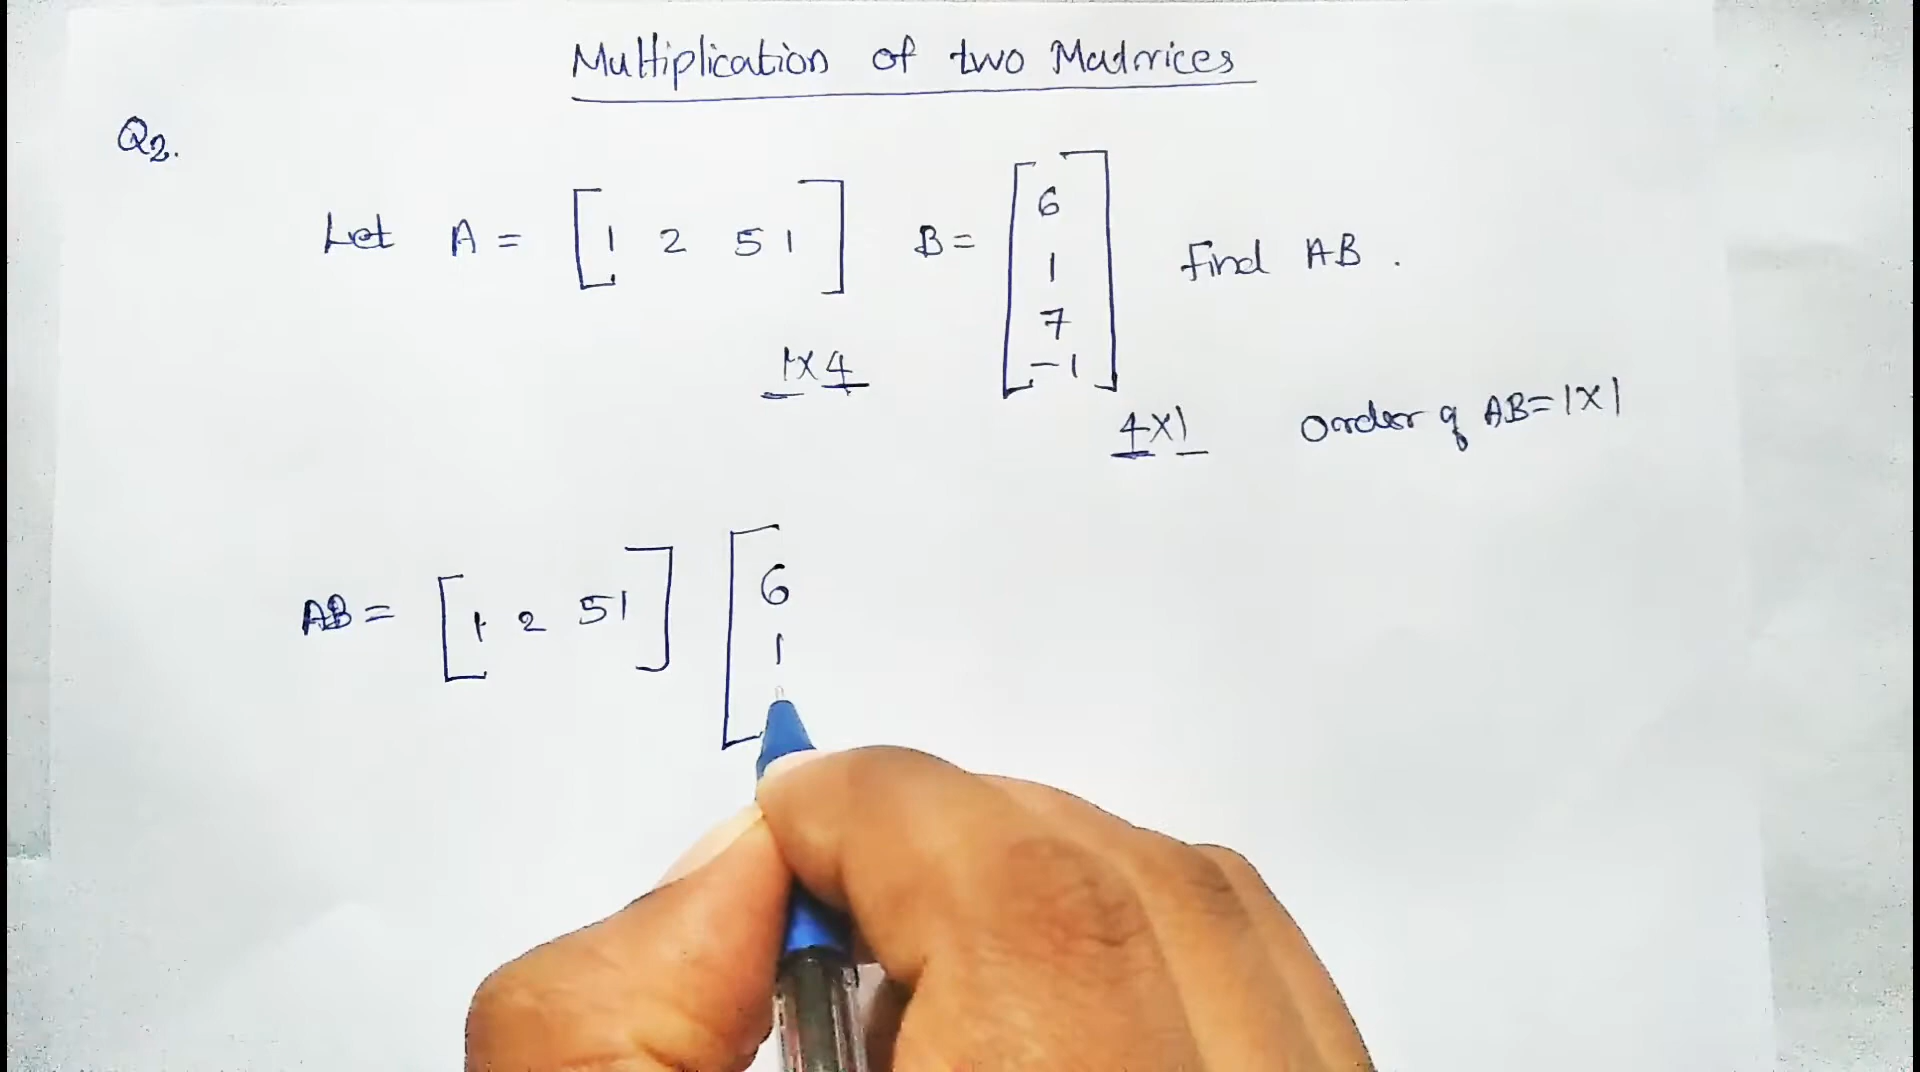 Multiplication of two Matrices
Q2.
Let A = [1 2 5 1] B = [6 1 7 -1] Find AB.
1×4
4×1 Order of AB=1×1
AB = [1 2 5 1] [6 1